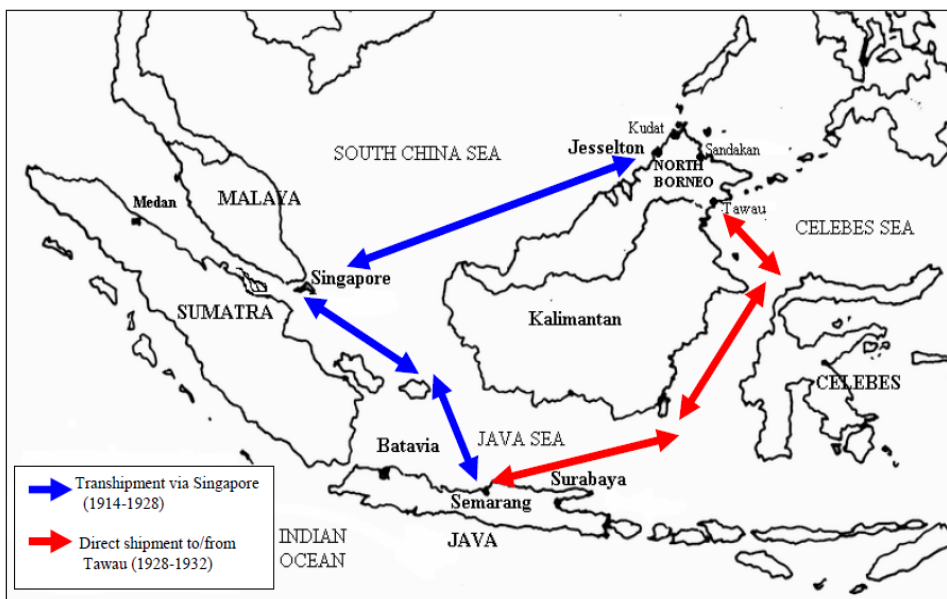 Kudat
Jesselton
Sandakan
SOUTH CHINA SEA
NORTH
BORNEO
MALAYA
Medan
Tawau
CELEBES SEA
Singapore
SUMATRA
Kalimantan
CELEBES
JAVA SEA
Batavia
Surabaya
Semarang
INDIAN
OCEAN
JAVA
Transhipment via Singapore
(1914-1928)
Direct shipment to/from
Tawau (1928-1932)